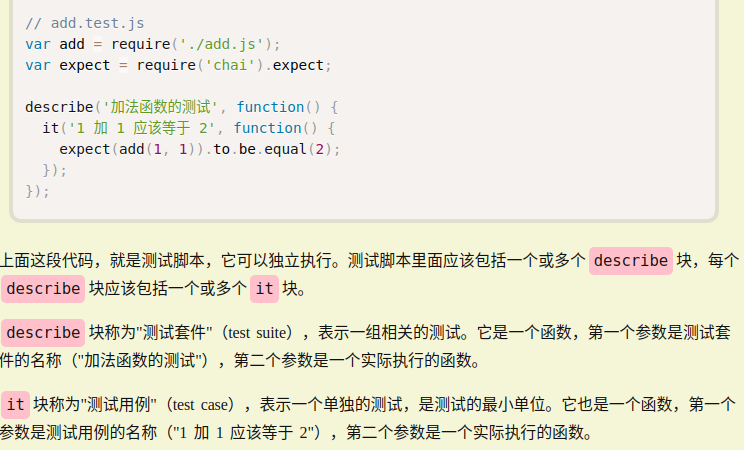 // add.test.js
var add = require('./add.js');
var expect = require('chai').expect;
describe('加法函数的测试', function() {
it('1 加 1 应该等于 2', function() {
expect(add(1, 1)).to.be.equal(2);
});
});
上面这段代码，就是测试脚本，它可以独立执行。测试脚本里面应该包括一个或多个 describe 块，每个
describe 块应该包括一个或多个 it 块。
describe 块称为"测试套件"（test suite），表示一组相关的测试。它是一个函数，第一个参数是测试套
件的名称（"加法函数的测试"），第二个参数是一个实际执行的函数。
it 块称为"测试用例"（test case），表示一个单独的测试，是测试的最小单位。它也是一个函数，第一个
参数是测试用例的名称（"1 加 1 应该等于 2"），第二个参数是一个实际执行的函数。